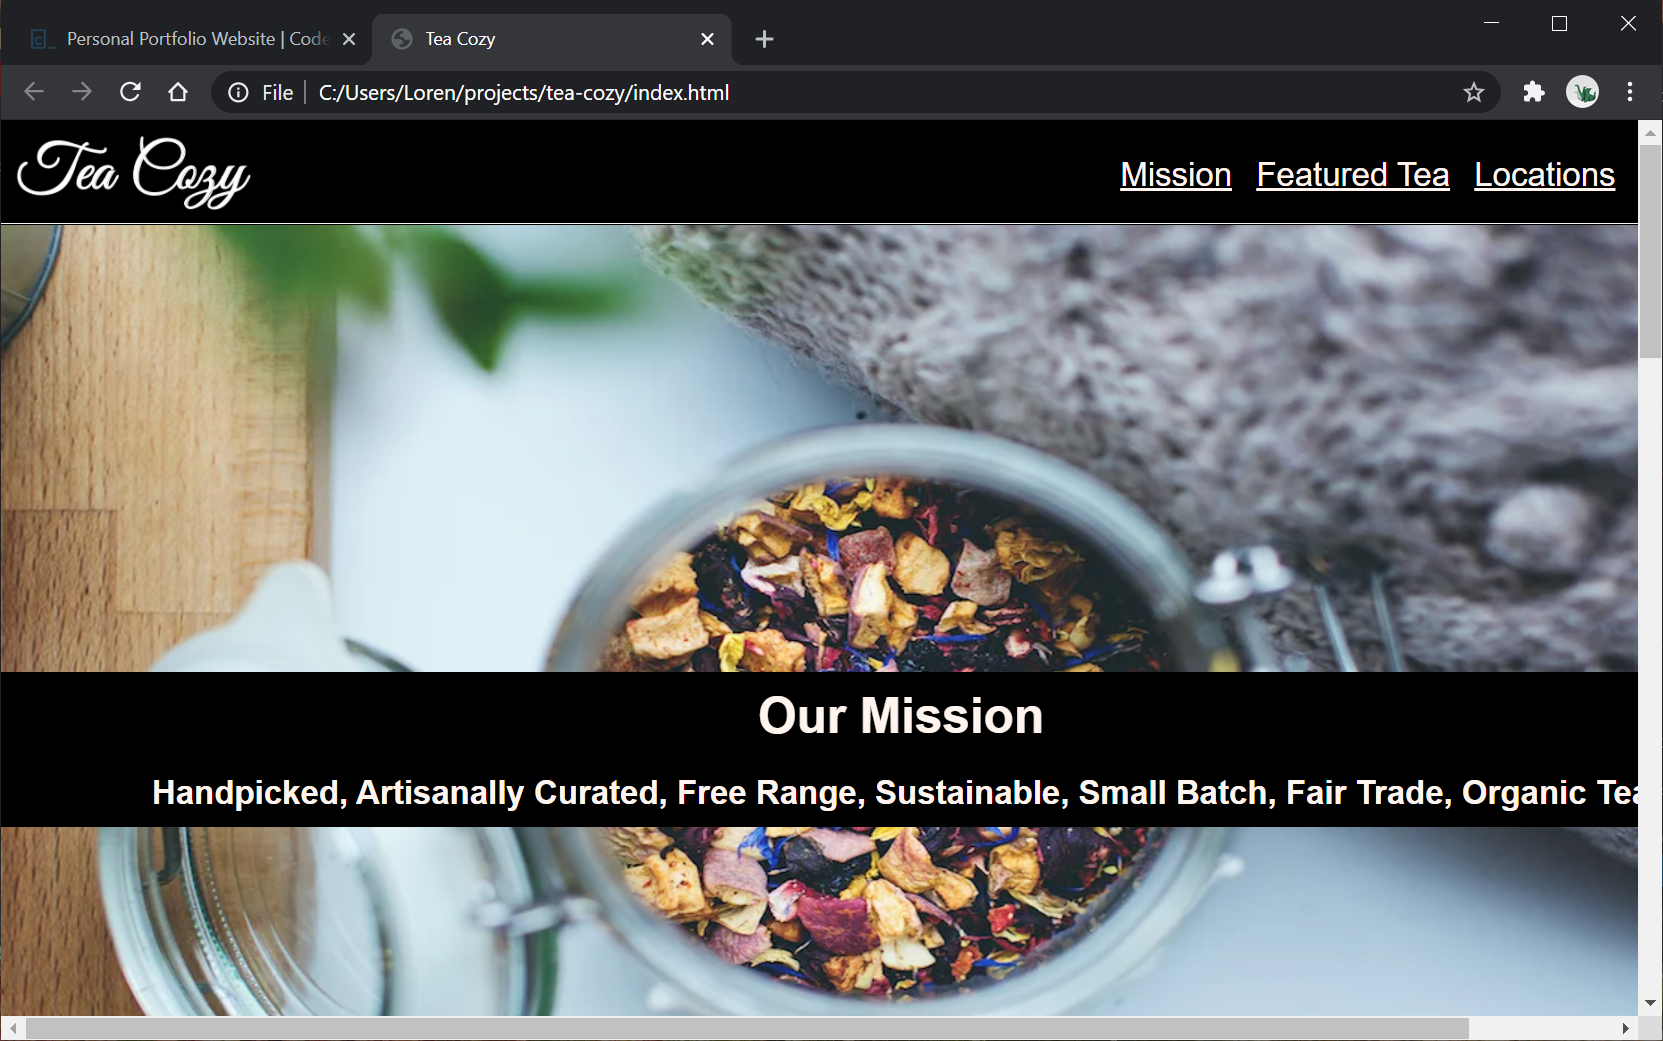 Personal Portfolio Website | Code
Tea Cozy
File
C:/Users/Loren/projects/tea-cozy/index.html
Tea Cozy
Mission Featured Tea Locations
Our Mission
Handpicked, Artisanally Curated, Free Range, Sustainable, Small Batch, Fair Trade, Organic Tea